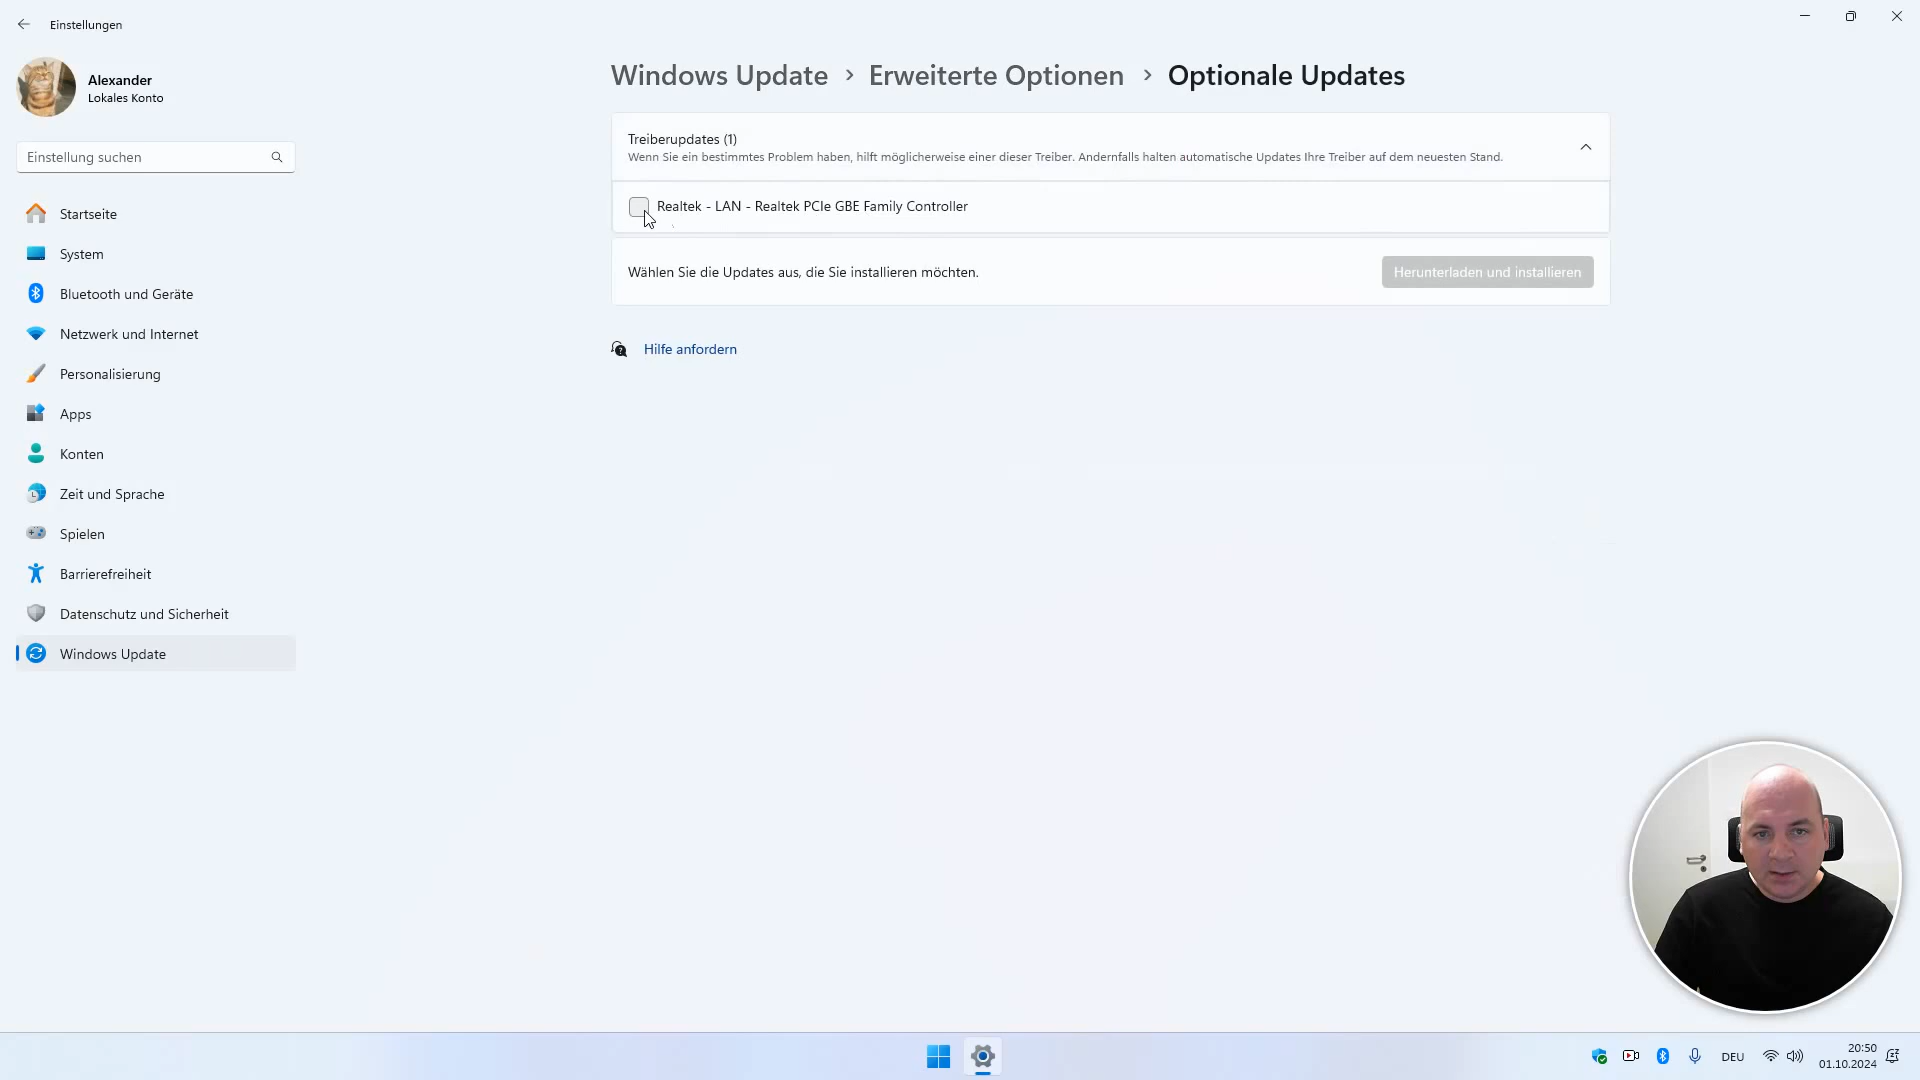 Einstellungen
Alexander
Lokales Konto
Einstellung suchen
Startseite
System
Bluetooth und Geräte
Netzwerk und Internet
Personalisierung
Apps
Konten
Zeit und Sprache
Spielen
Barrierefreiheit
Datenschutz und Sicherheit
Windows Update
Windows Update > Erweiterte Optionen > Optionale Updates
Treiberupdates (1)
Wenn Sie ein bestimmtes Problem haben, hilft möglicherweise einer dieser Treiber. Andernfalls halten automatische Updates Ihre Treiber auf dem neuesten Stand.
Realtek - LAN - Realtek PCIe GBE Family Controller
Wählen Sie die Updates aus, die Sie installieren möchten.
Herunterladen und installieren
Hilfe anfordern
DEU
20:50
01.10.2024